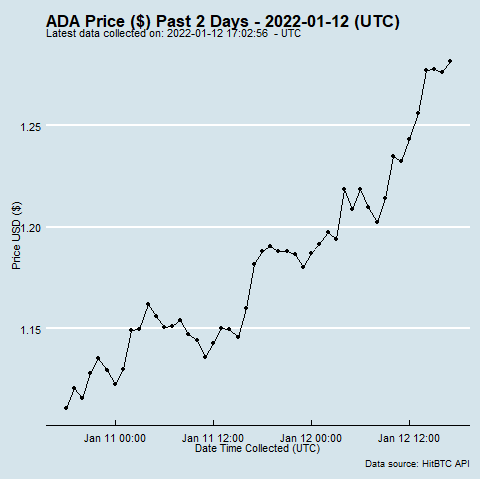 ADA Price ($) Past 2 Days - 2022-01-12 (UTC)
Latest data collected on: 2022-01-12 17:02:56 - UTC
Price USD ($)
1.25
1.20
1.15
Jan 11 00:00 Jan 11 12:00 Jan 12 00:00 Jan 12 12:00
Date Time Collected (UTC)
Data source: HitBTC API